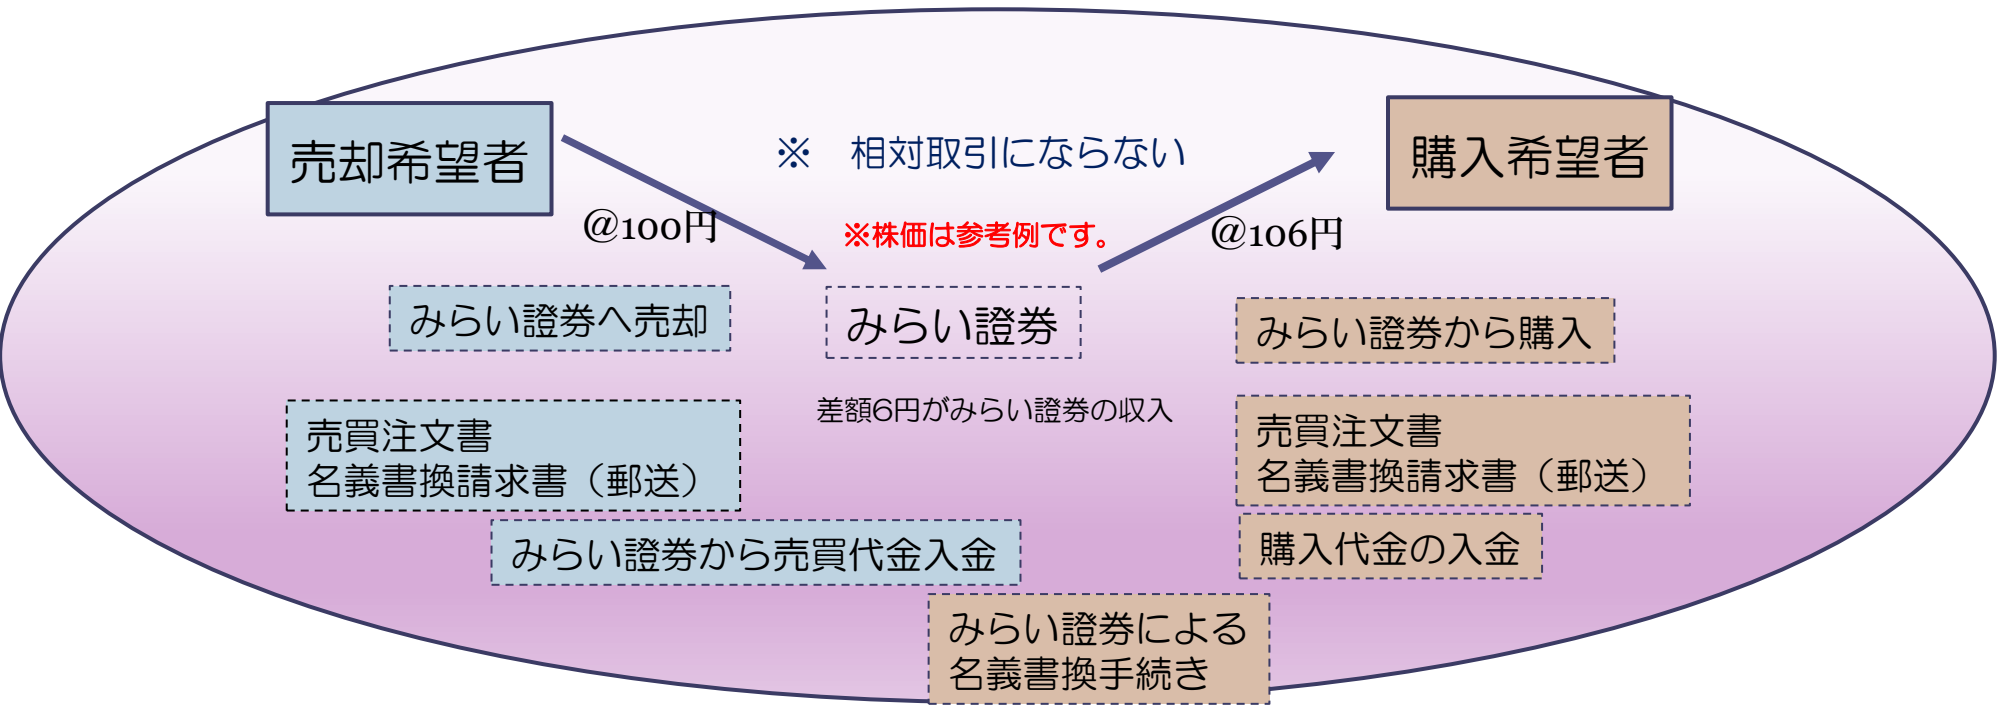 売却希望者
※　相対取引にならない
購入希望者
@100円
※株価は参考例です。
@106円
みらい證券へ売却
みらい證券
みらい證券から購入
差額6円がみらい證券の収入
売買注文書
名義書換請求書（郵送）
売買注文書
名義書換請求書（郵送）
みらい證券から売買代金入金
購入代金の入金
みらい證券による
名義書換手続き